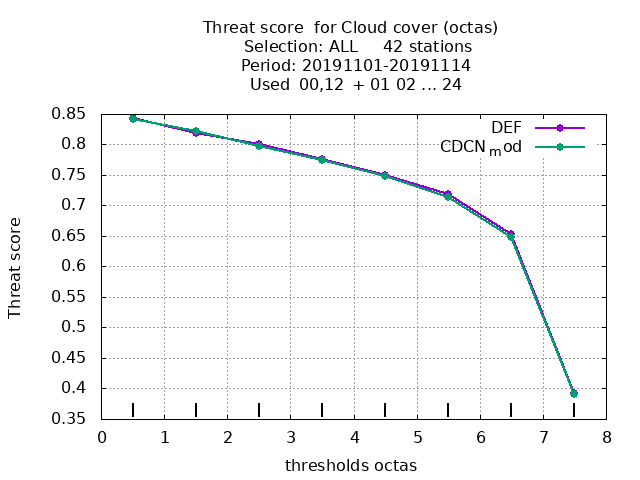 Threat score  for Cloud cover (octas)
Selection: ALL     42 stations
Period: 20191101-20191114
Used  00,12  + 01 02 ... 24
DEF
CDCN_mod
0.85
0.8
0.75
0.7
0.65
0.6
0.55
0.5
0.45
0.4
0.35
Threat score
0 1 2 3 4 5 6 7 8
thresholds octas